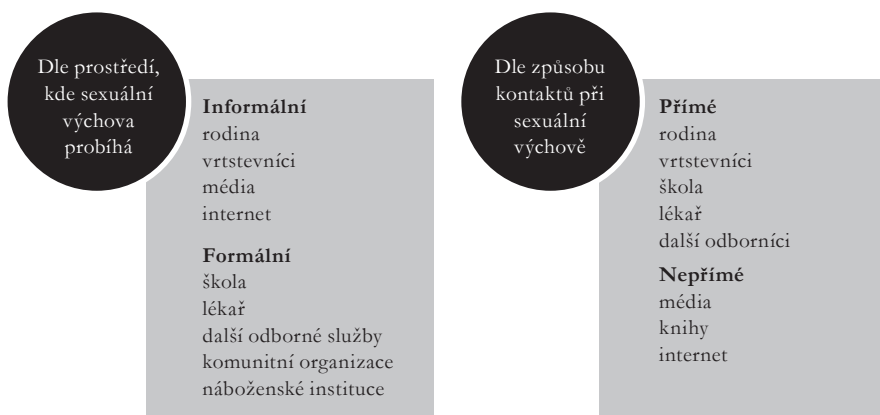 Dle prostředí,
kde sexuální
výchova
probíhá
Informální
rodina
vrtstevníci
média
internet
Formální
škola
lékař
další odborné služby
komunitní organizace
náboženské instituce
Dle způsobu
kontaktů při
sexuální
výchově
Přímé
rodina
vrtstevníci
škola
lékař
další odborníci
Nepřímé
média
knihy
internet